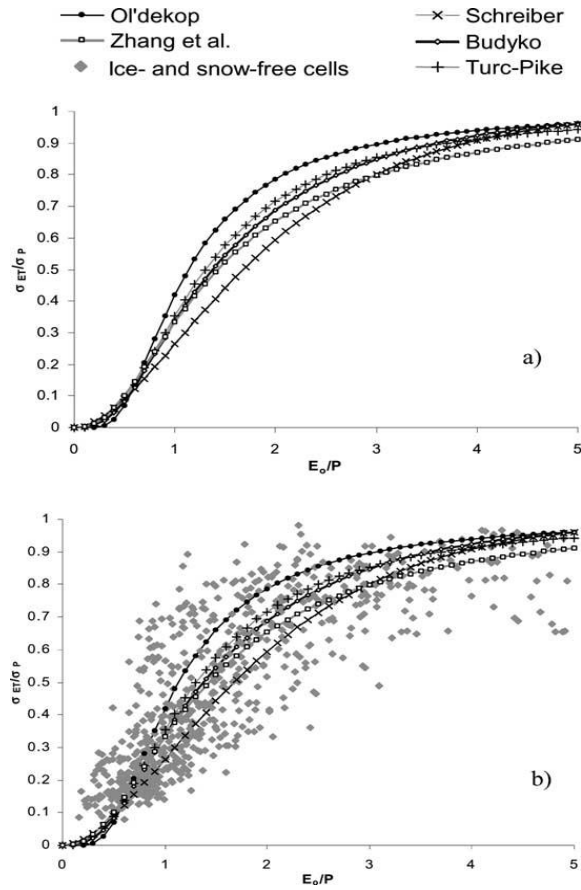 Ol'dekop
Schreiber
Zhang et al.
Budyko
Ice- and snow-free cells
Turc-Pike
1
0.9
0.8
0.7
0.6
0.5
0.4
0.3
0.2
0.1
0
σ ET/σ P
0 1 2 3 4 5
E₀/P
a)
1
0.9
0.8
0.7
0.6
0.5
0.4
0.3
0.2
0.1
0
σ ET/σ P
0 1 2 3 4 5
E₀/P
b)